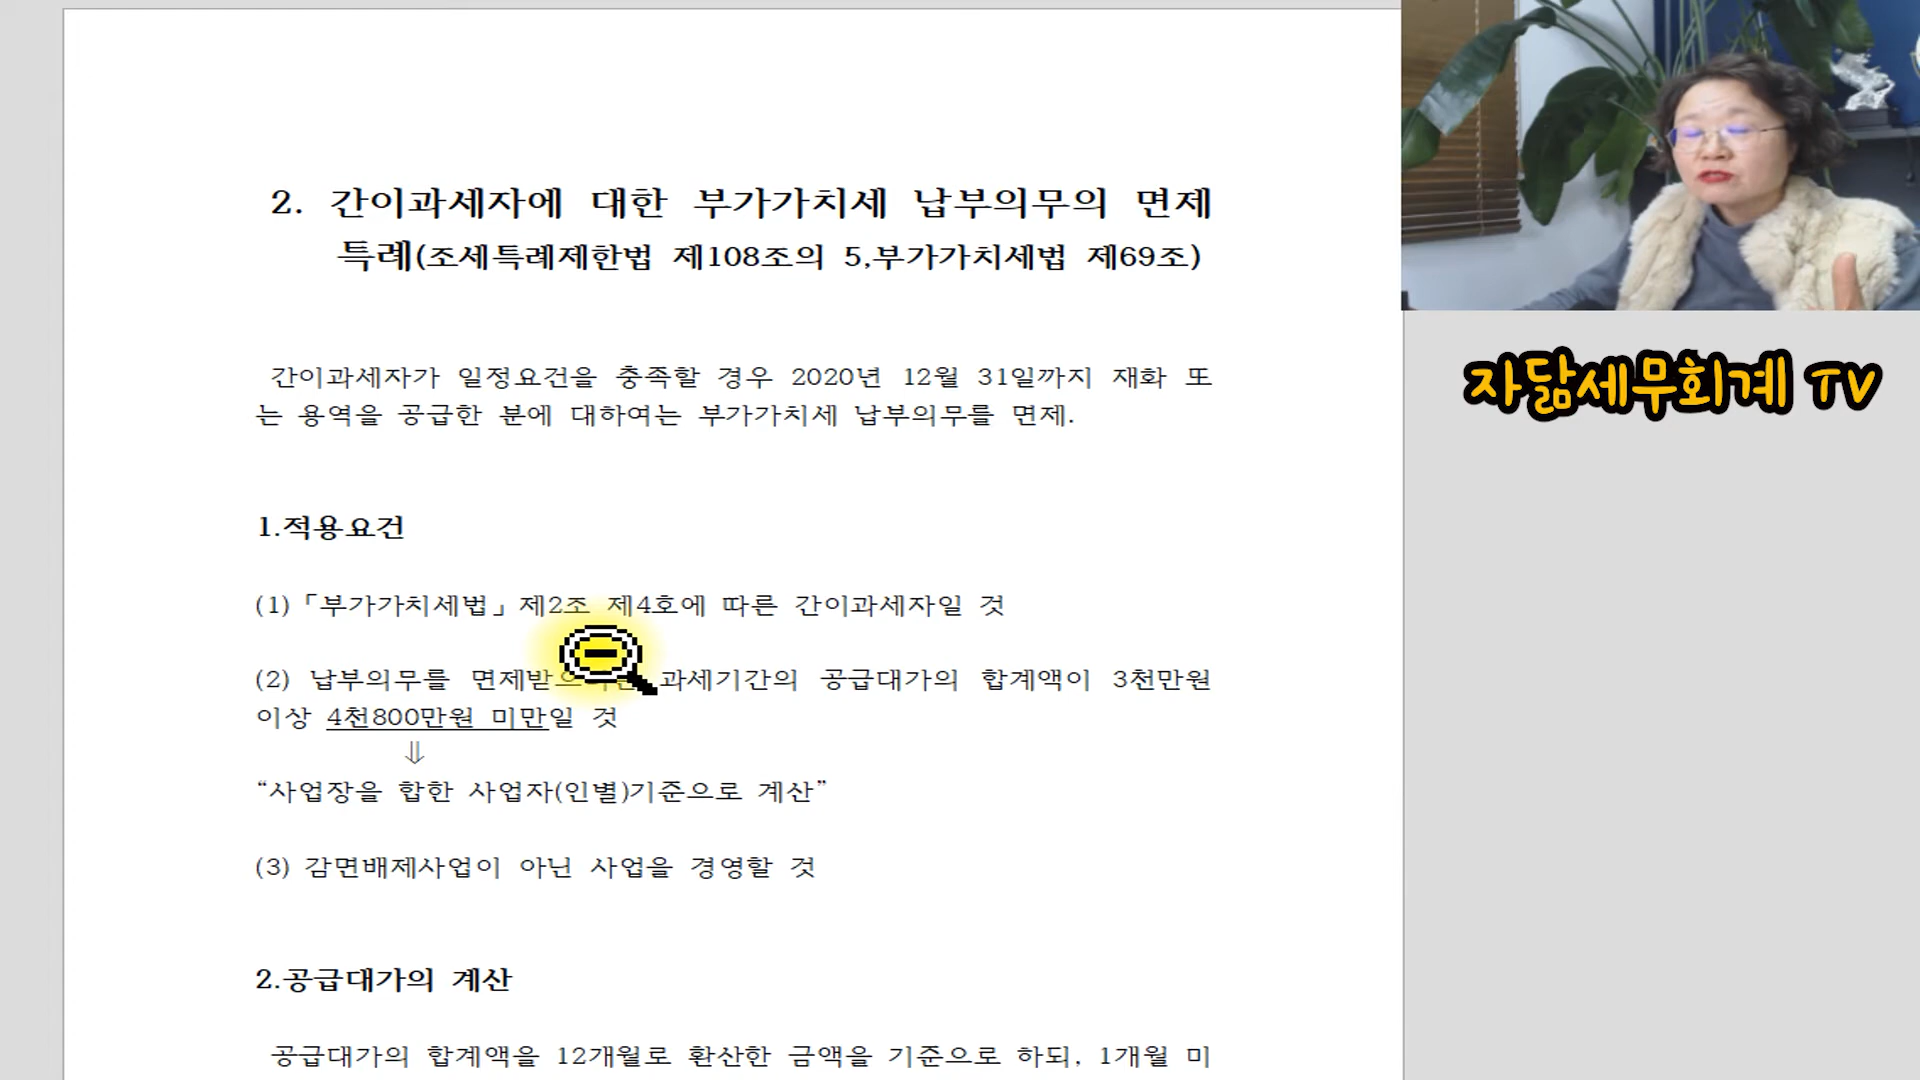 2. 간이과세자에 대한 부가가치세 납부의무의 면제
특례(조세특례제한법 제108조의 5,부가가치세법 제69조)
간이과세자가 일정요건을 충족할 경우 2020년 12월 31일까지 재화 또
는 용역을 공급한 분에 대하여는 부가가치세 납부의무를 면제.
1.적용요건
(1)「부가가치세법」제2조 제4호에 따른 간이과세자일 것
(2) 납부의무를 과세기간의 공급대가의 합계액이 3천만원
이상 4천800만원 미만일 것
⇓
“사업장을 합한 사업자(인별)기준으로 계산”
(3) 감면배제사업이 아닌 사업을 경영할 것
2.공급대가의 계산
공급대가의 합계액을 12개월로 환산한 금액을 기준으로 하되, 1개월 미
자닮세무회계 TV